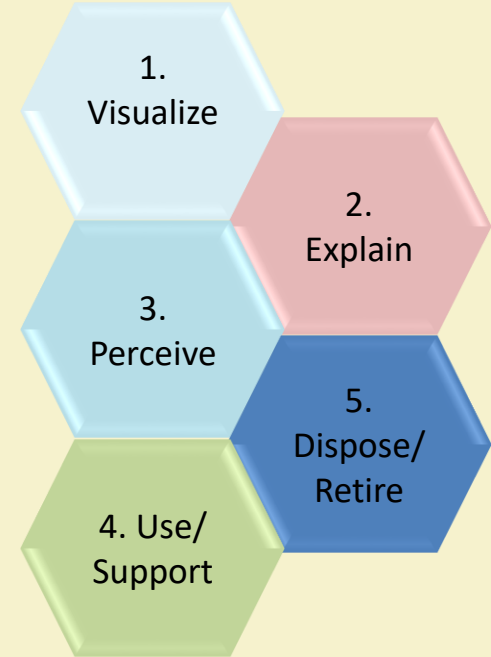 1.
Visualize
2.
Explain
3.
Perceive
5.
Dispose/
Retire
4. Use/
Support